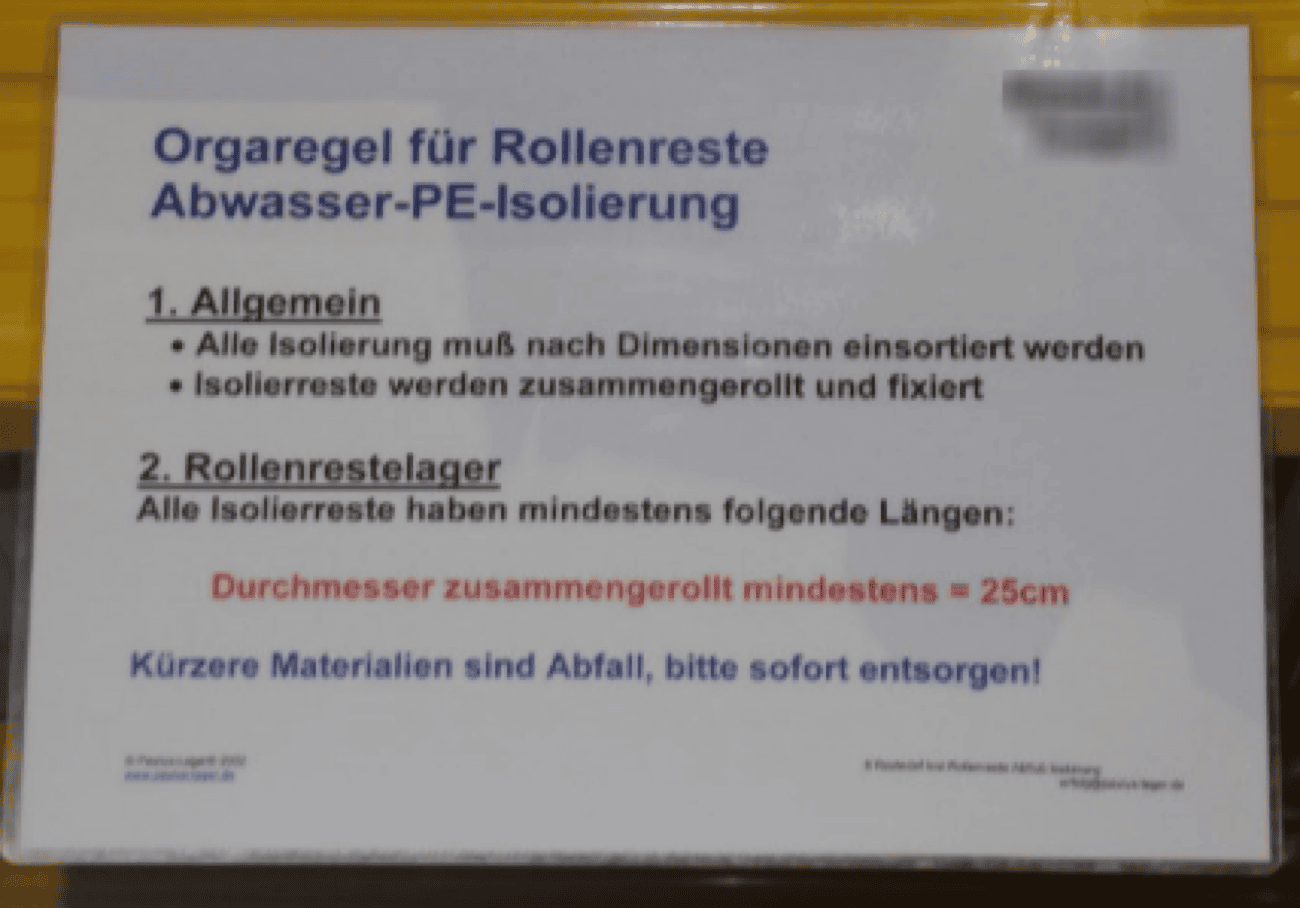 Orgaregel für Rollenreste
Abwasser-PE-Isolierung
1. Allgemein
• Alle Isolierung muß nach Dimensionen einsortiert werden
• Isolierreste werden zusammengerollt und fixiert
2. Rollenrestelager
Alle Isolierreste haben mindestens folgende Längen:
Durchmesser zusammengerollt mindestens = 25cm
Kürzere Materialien sind Abfall, bitte sofort entsorgen!